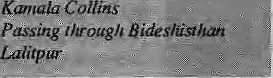 Kamala Collins
Passing through Bideshisthan
Lalitpur